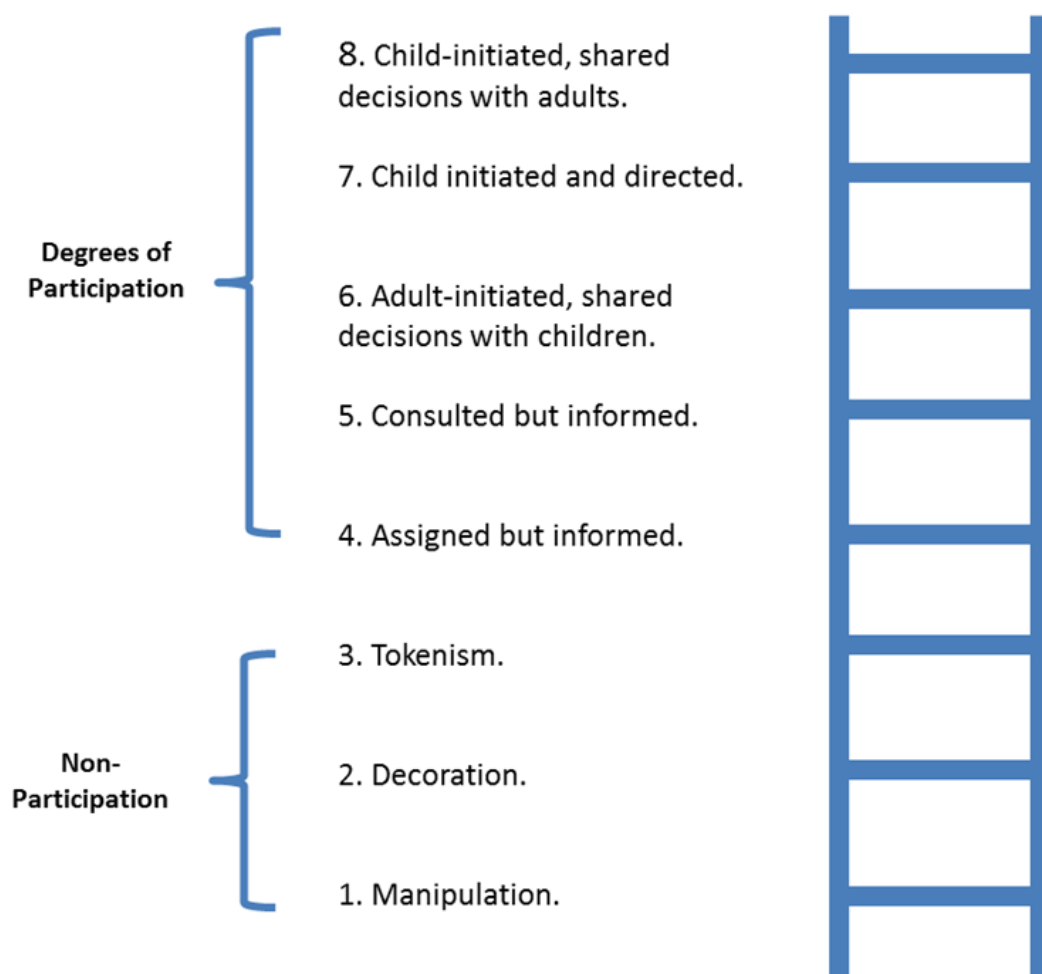 8. Child-initiated, shared
decisions with adults.
7. Child initiated and directed.
Degrees of
Participation
6. Adult-initiated, shared
decisions with children.
5. Consulted but informed.
4. Assigned but informed.
3. Tokenism.
Non-
Participation
2. Decoration.
1. Manipulation.